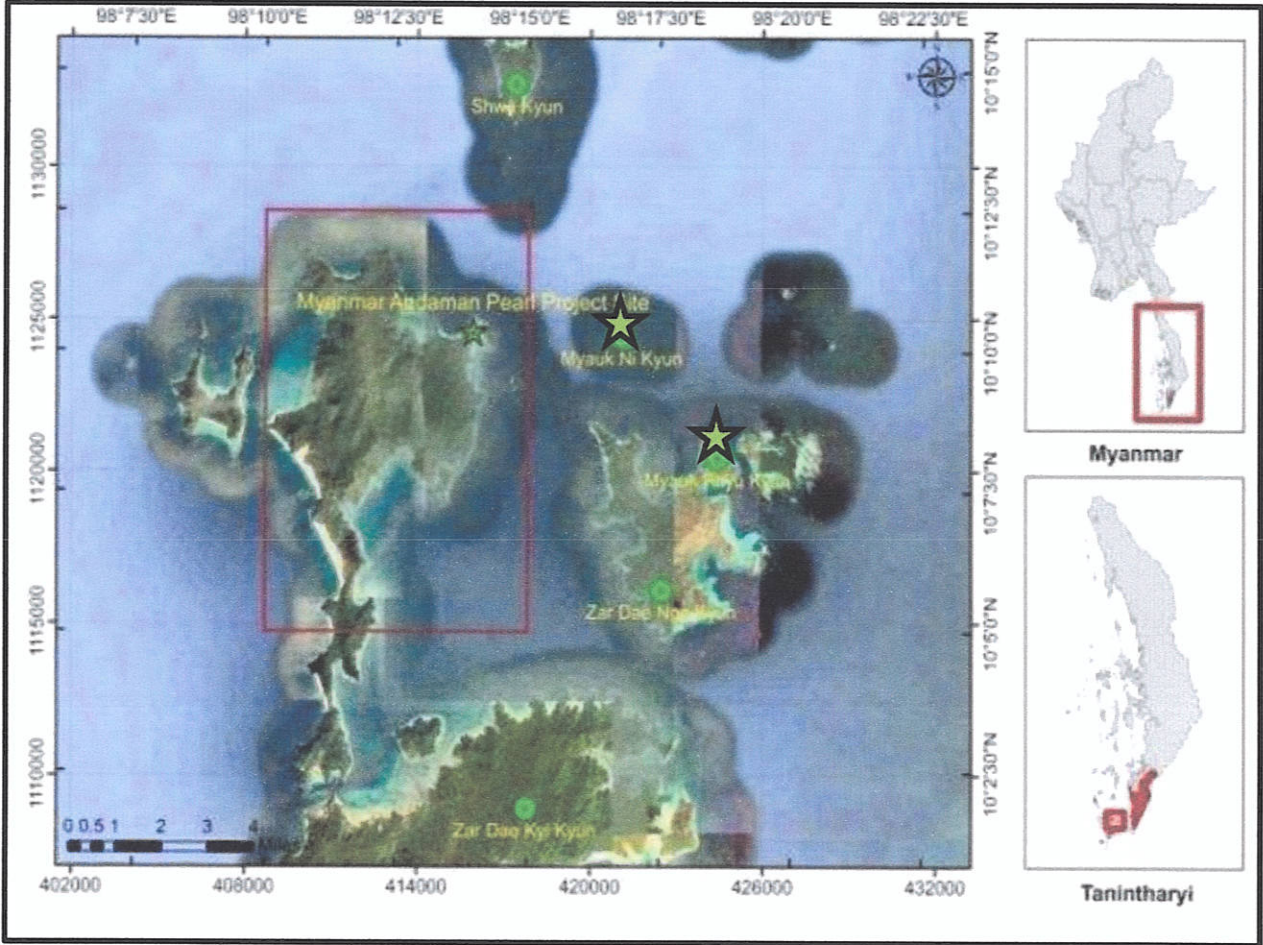 98°7'30"E 98°10'0"E 98°12'30"E 98°15'0"E 98°17'30"E 98°20'0"E 98°22'30"E
10°15'0"N
Shwe Kyun
1130000
10°12'30"N
Myanmar Andaman Pearl Project Site
1125000
Myauk Ni Kyun
10°10'0"N
Myanmar
1120000
10°7'30"N
Zar Dae Nge Kyun
1115000
10°5'0"N
1110000
10°2'30"N
Zar Dae Kyi Kyun
0 0.5 1 2 3 4
Miles
402000 408000 414000 420000 426000 432000
Tanintharyi